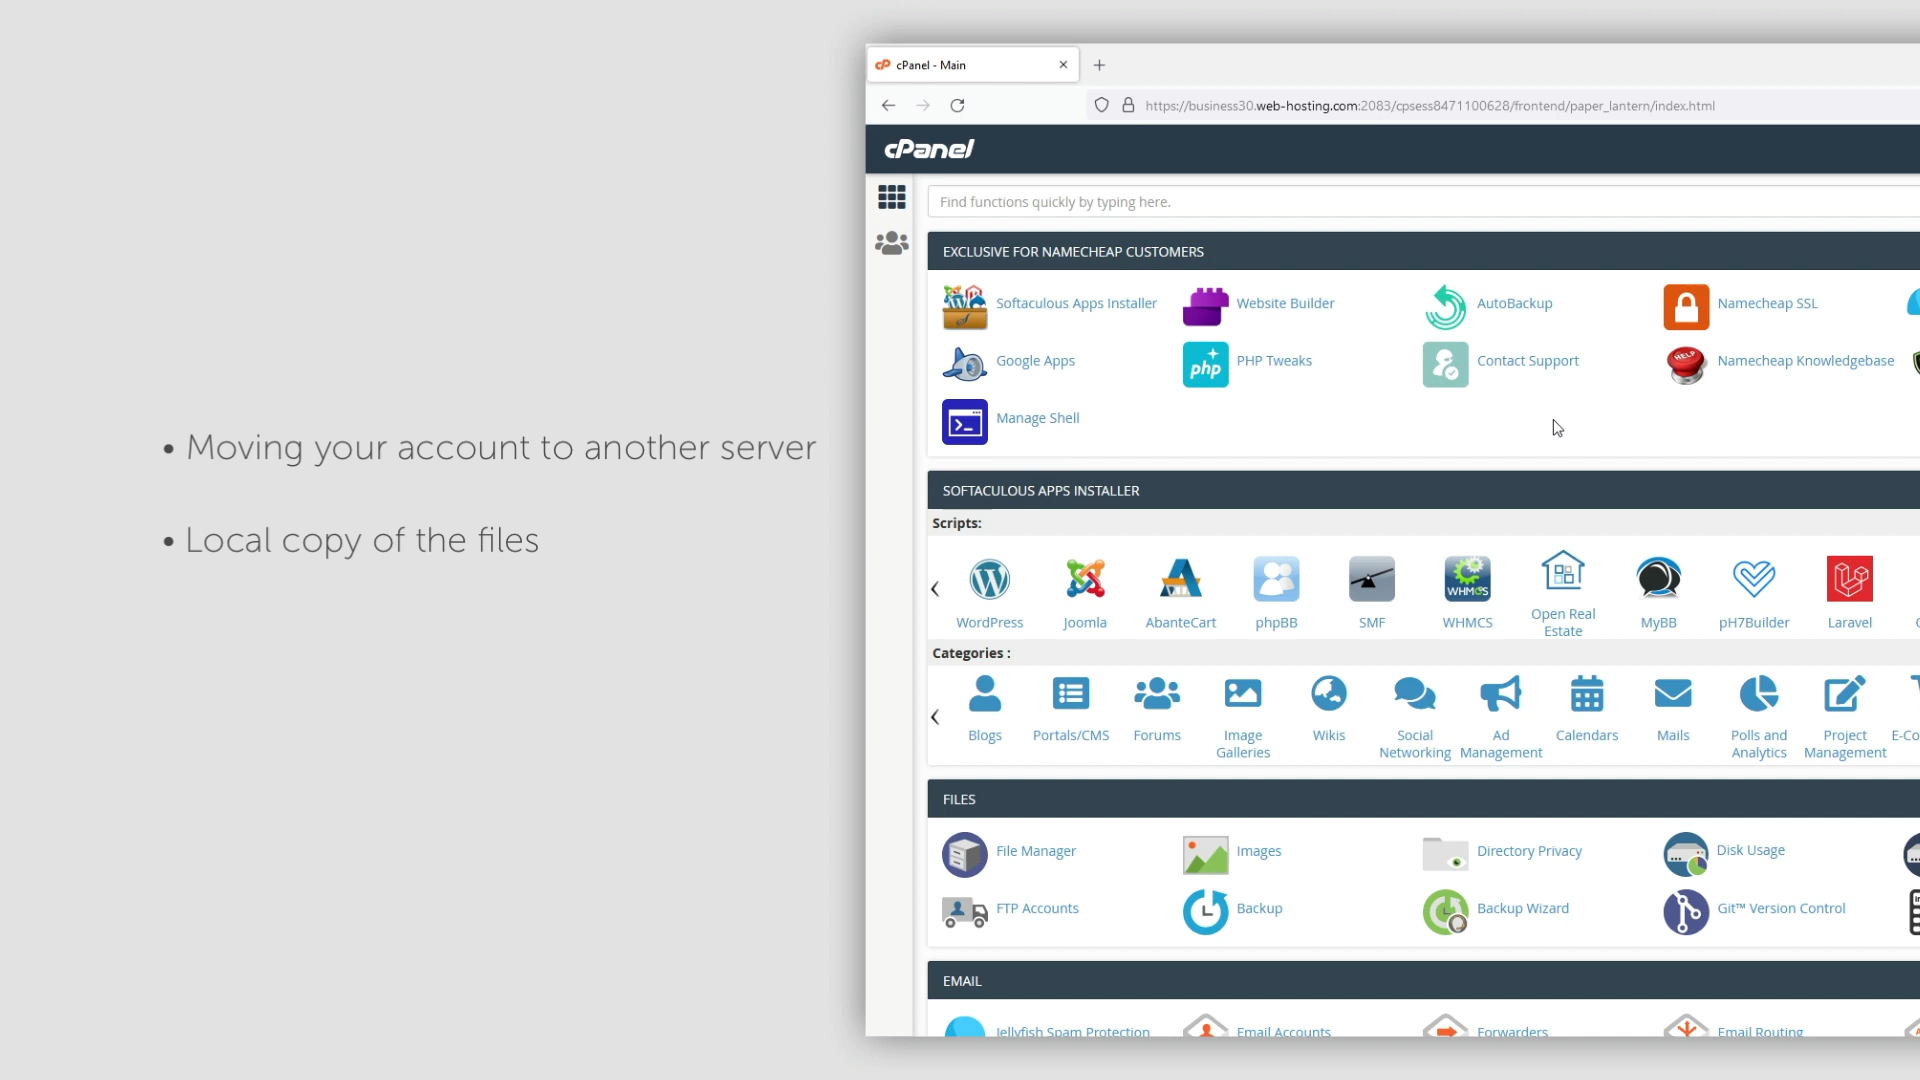 • Moving your account to another server
• Local copy of the files
cPanel - Main
https://business30.web-hosting.com:2083/cpsess8471100628/frontend/paper_lantern/index.html
cPanel
Find functions quickly by typing here.
EXCLUSIVE FOR NAMECHEAP CUSTOMERS
Softaculous Apps Installer
Website Builder
AutoBackup
Namecheap SSL
Google Apps
php
PHP Tweaks
Contact Support
HELP
Namecheap Knowledgebase
Manage Shell
SOFTACULOUS APPS INSTALLER
Scripts:
WordPress
Joomla
AbanteCart
phpBB
SMF
WHMCS
WHMCS
Open Real
Estate
MyBB
pH7Builder
Laravel
Categories :
Blogs
Portals/CMS
Forums
Image
Galleries
Wikis
Social
Networking
Ad
Management
Calendars
Mails
Polls and
Analytics
Project
Management
E-Co
FILES
File Manager
Images
Directory Privacy
Disk Usage
FTP Accounts
Backup
Backup Wizard
Git™ Version Control
EMAIL
Jellyfish Spam Protection
Email Accounts
Forwarders
Email Routing